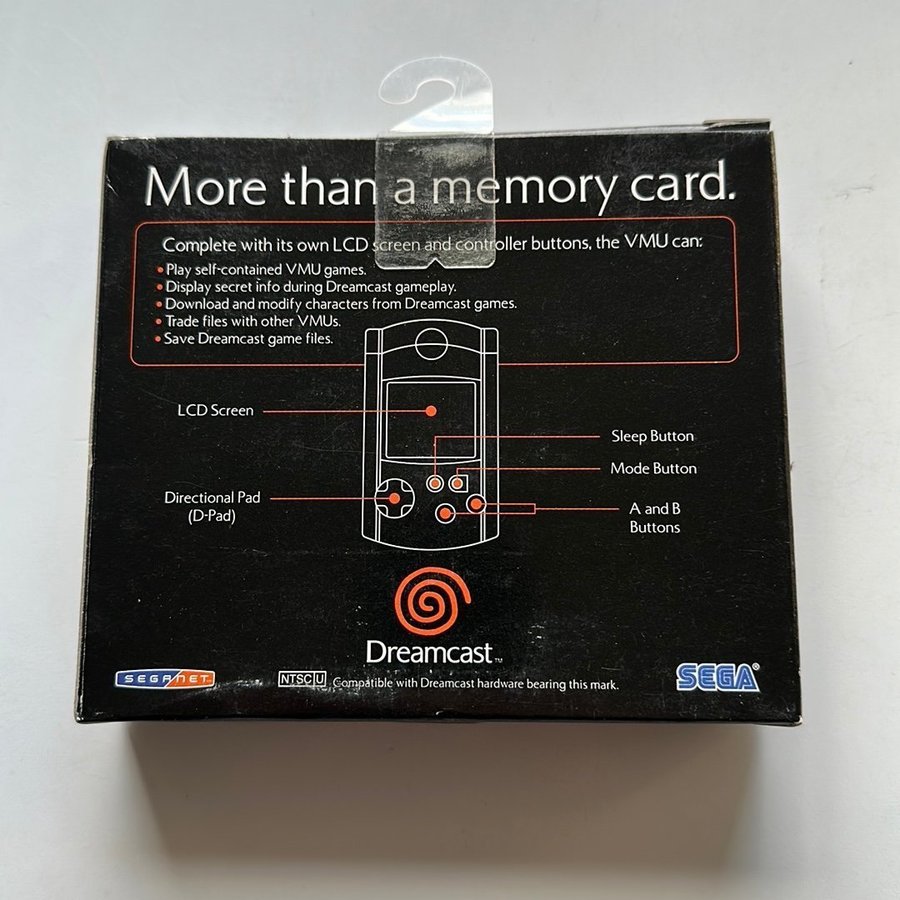 More than a memory card.
Complete with its own LCD screen and controller buttons, the VMU can:
• Play self-contained VMU games.
• Display secret info during Dreamcast gameplay.
• Download and modify characters from Dreamcast games.
• Trade files with other VMUs.
• Save Dreamcast game files.
LCD Screen
Sleep Button
Mode Button
Directional Pad
(D-Pad)
A and B
Buttons
Dreamcast™
SEGANET™
NTSC U Compatible with Dreamcast hardware bearing this mark.
SEGA®